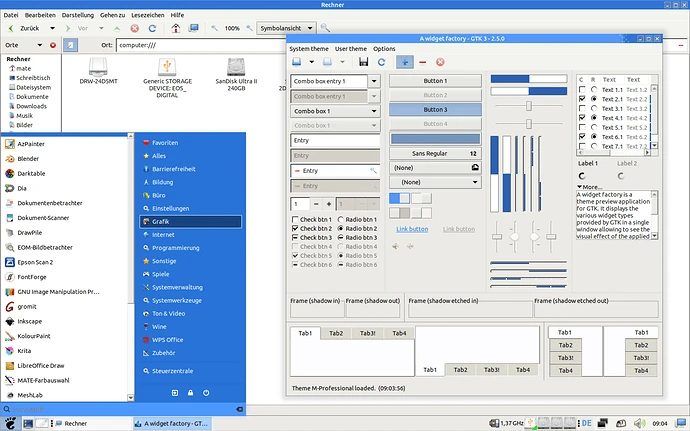 Rechner
Datei Bearbeiten Darstellung Gehen zu Lesezeichen Hilfe
Zurück Vor 100% Symbolansicht
Orte Ort: computer:///
Rechner
mate
Schreibtisch
Dateisystem
Dokumente
Downloads
Musik
Bilder
DRW-24D5MT
Generic STORAGE
DEVICE: EOS_
DIGITAL
SanDisk Ultra II
240GB
AzPainter
Blender
Darktable
Dia
Dokumentenbetrachter
Dokument-Scanner
DrawPile
EOM-Bildbetrachter
Epson Scan 2
FontForge
GNU Image Manipulation Pr...
gromit
Inkscape
KolourPaint
Krita
LibreOffice Draw
MATE-Farbauswahl
MeshLab
Favoriten
Alles
Barrierefreiheit
Bildung
Büro
Einstellungen
Grafik
Internet
Programmierung
Sonstige
Spiele
Systemverwaltung
Systemwerkzeuge
Ton & Video
Wine
WPS Office
Zubehör
Steuerzentrale
A widget factory - GTK 3 - 2.5.0
System theme User theme Options
Combo box entry 1
Combo box entry 1
Combo box 1
Combo box 1
Entry
Entry
Entry
Entry
1 1
Check btn 1 Radio btn 1
Check btn 2 Radio btn 2
Check btn 3 Radio btn 3
Check btn 4 Radio btn 4
Check btn 5 Radio btn 5
Check btn 6 Radio btn 6
Button 1
Button 2
Button 3
Button 4
Sans Regular 12
(None)
(None)
Link button Link button
C R Text Text
Text 1.1 Text 1.2
Text 2.1 Text 2.2
Text 3.1 Text 3.2
Text 4.1 Text 4.2
Text 5.1 Text 5.2
Text 6.1 Text 6.2
Text 7.1 Text 7.2
Label 1 Label 2
More...
A widget factory is a
theme preview application
for GTK. It displays the
various widget types
provided by GTK in a single
window allowing to see the
visual effect of the applied
Frame (shadow in) Frame (shadow out) Frame (shadow etched in) Frame (shadow etched out)
Tab1 Tab2 Tab3! Tab4
Tab1 Tab2 Tab3! Tab4
Tab1
Tab2
Tab3!
Tab4
Tab1
Tab2
Tab3!
Tab4
Theme M-Professional loaded. (09:03:56)
Rechner A widget factory - GT... 1,37 GHz DE 09:04